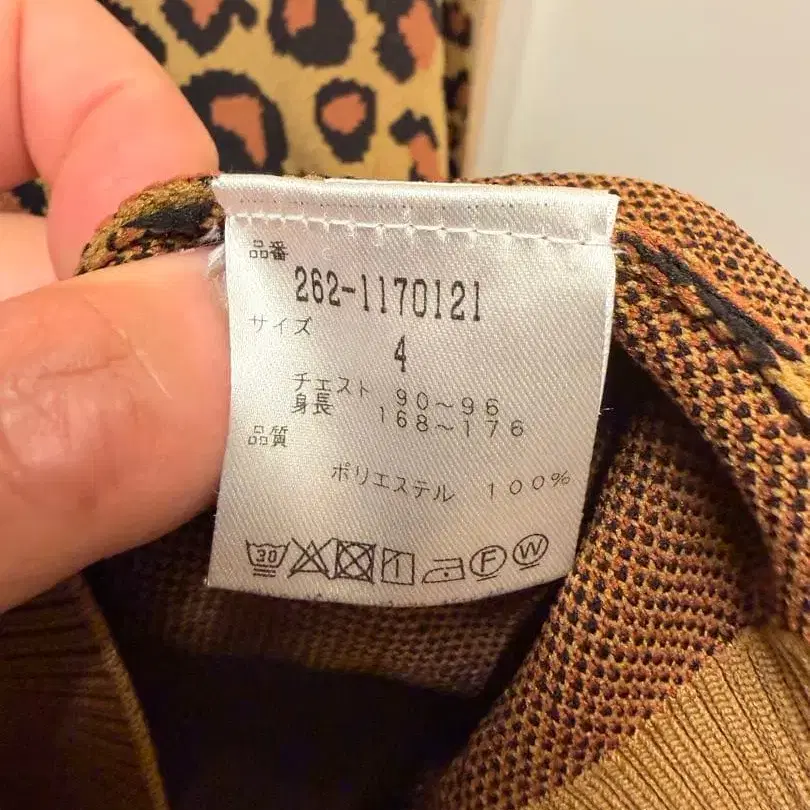 品番
262-1170121
サイズ
4
チェスト 90～96
身長 168～176
品質
ポリエステル 100%
30 F W